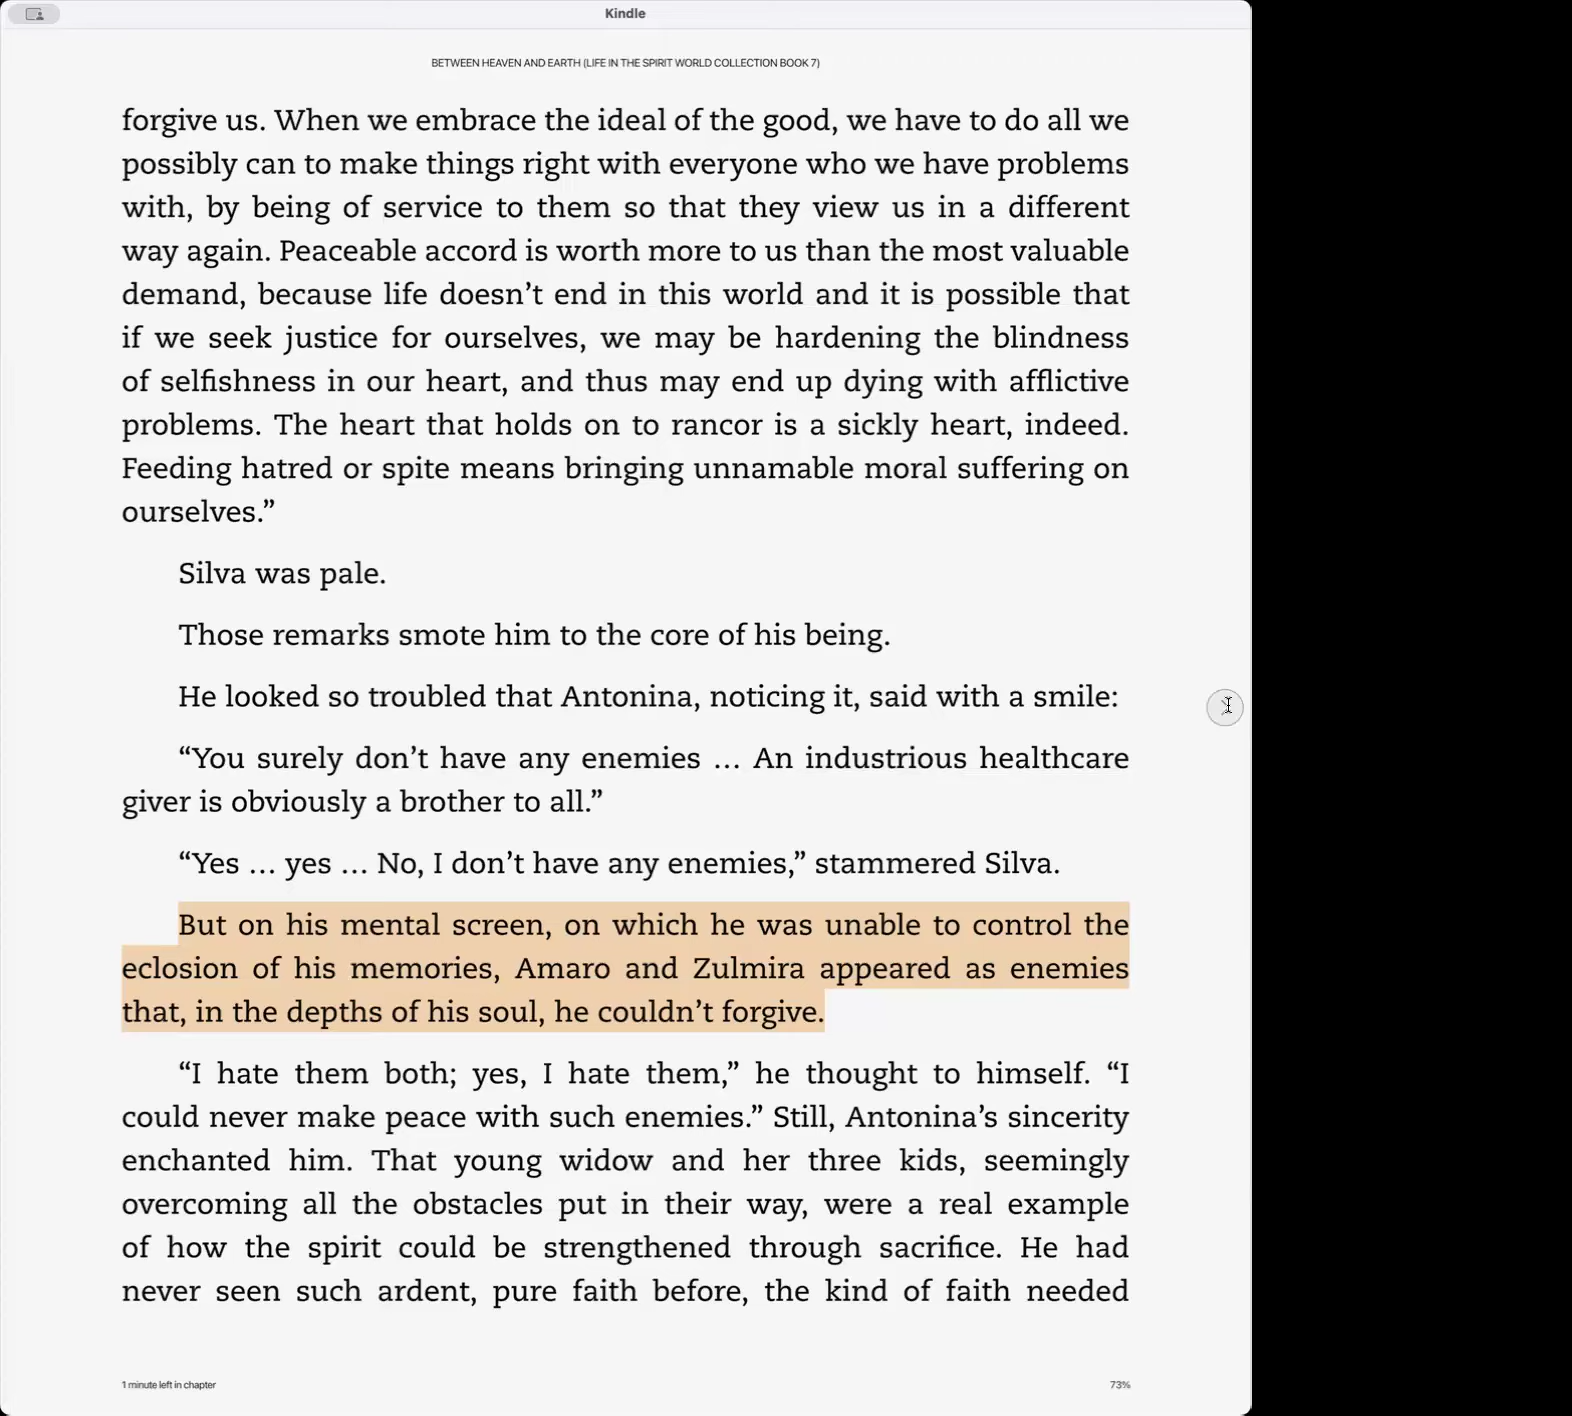 Kindle
BETWEEN HEAVEN AND EARTH (LIFE IN THE SPIRIT WORLD COLLECTION BOOK 7)
forgive us. When we embrace the ideal of the good, we have to do all we
possibly can to make things right with everyone who we have problems
with, by being of service to them so that they view us in a different
way again. Peaceable accord is worth more to us than the most valuable
demand, because life doesn’t end in this world and it is possible that
if we seek justice for ourselves, we may be hardening the blindness
of selfishness in our heart, and thus may end up dying with afflictive
problems. The heart that holds on to rancor is a sickly heart, indeed.
Feeding hatred or spite means bringing unnamable moral suffering on
ourselves.”
Silva was pale.
Those remarks smote him to the core of his being.
He looked so troubled that Antonina, noticing it, said with a smile:
“You surely don’t have any enemies … An industrious healthcare
giver is obviously a brother to all.”
“Yes … yes … No, I don’t have any enemies,” stammered Silva.
But on his mental screen, on which he was unable to control the
eclosion of his memories, Amaro and Zulmira appeared as enemies
that, in the depths of his soul, he couldn’t forgive.
“I hate them both; yes, I hate them,” he thought to himself. “I
could never make peace with such enemies.” Still, Antonina’s sincerity
enchanted him. That young widow and her three kids, seemingly
overcoming all the obstacles put in their way, were a real example
of how the spirit could be strengthened through sacrifice. He had
never seen such ardent, pure faith before, the kind of faith needed
1 minute left in chapter
73%